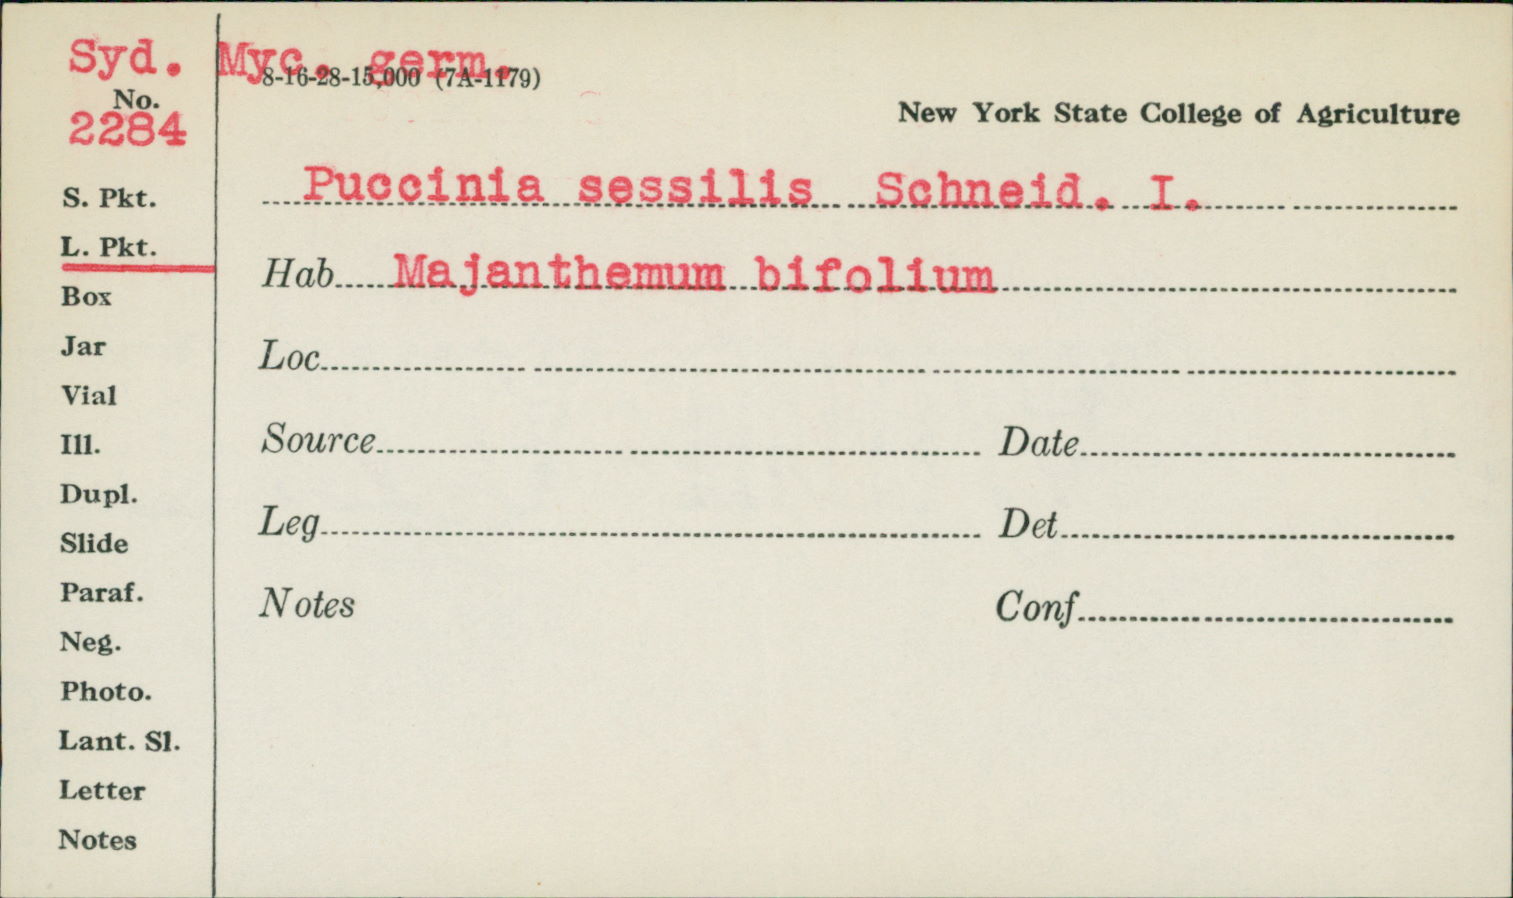 Syd. Myc. germ.
8-16-28-15,000 (7A-1179)
No.
2284
New York State College of Agriculture
S. Pkt.
Puccinia sessilis Schneid. I.
L. Pkt.
Hab Majanthemum bifolium
Box
Jar
Loc
Vial
Ill.
Source
Date
Dupl.
Slide
Leg
Det
Paraf.
Notes
Conf
Neg.
Photo.
Lant. Sl.
Letter
Notes